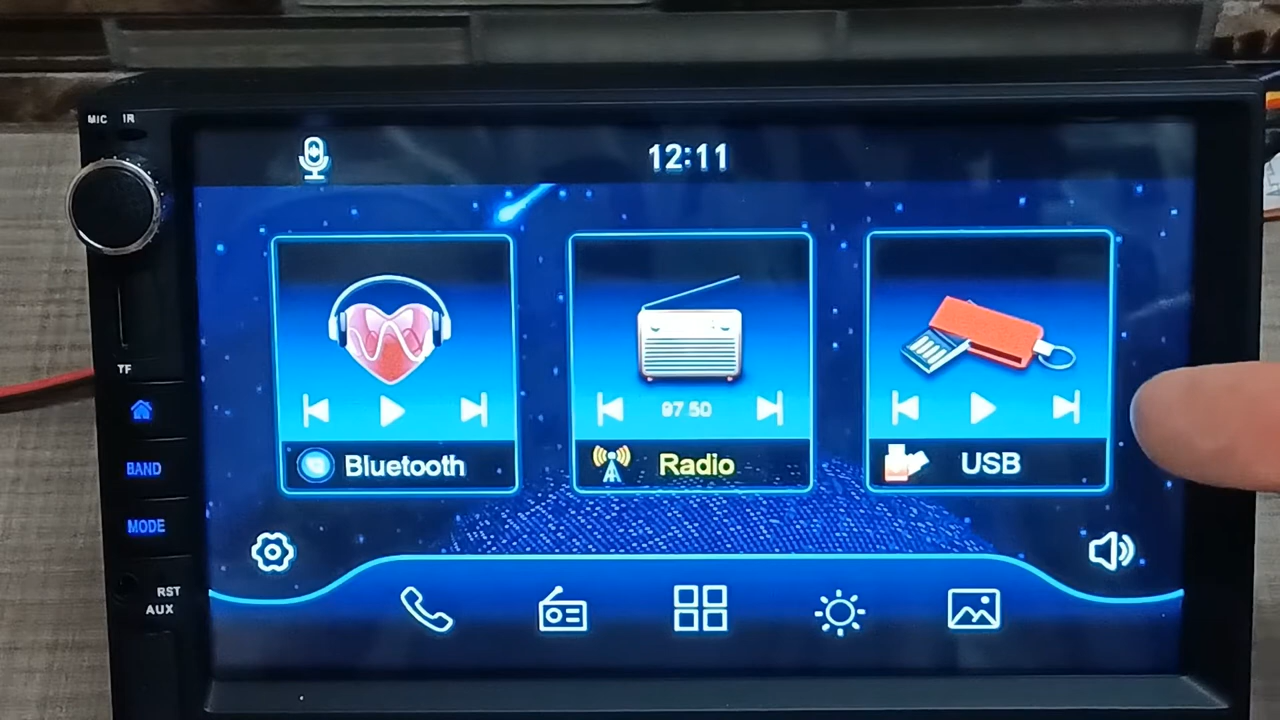 MIC IR
12:11
TF
97 50
Bluetooth
Radio
USB
BAND
MODE
RST
AUX